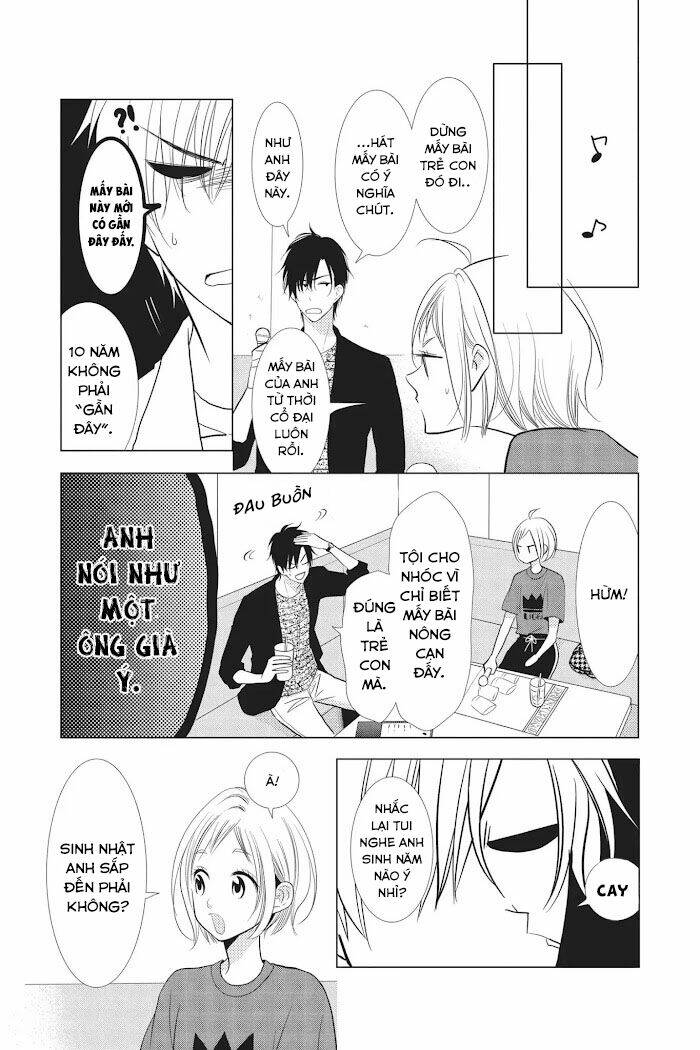 DỪNG
MẤY BÀI
TRẺ CON
ĐÓ ĐI..
...HÁT
MẤY BÀI
CÓ Ý
NGHĨA
CHÚT.
NHƯ
ANH
ĐÂY NÀY.
MẤY BÀI
CỦA ANH
TỪ THỜI
CỔ ĐẠI
LUÔN
RỒI.
?!
MẤY BÀI
NÀY MỚI
CÓ GẦN
ĐÂY ĐẤY.
10 NĂM
KHÔNG
PHẢI
"GẦN
ĐÂY".
HỪM!
TỘI CHO
NHÓC VÌ
CHỈ BIẾT
MẤY BÀI
NÔNG
CẠN
ĐẤY.
ĐÚNG
LÀ TRẺ
CON
MÃ.
ĐAU BUỒN
ANH
NÓI NHƯ
MỘT
ÔNG GIÀ
Ý.
CAY
NHẮC
LẠI TUI
NGHE ANH
SINH NĂM
NÀO Ý
NHỈ?
À!
SINH NHẬT
ANH SẮP
ĐẾN PHẢI
KHÔNG?